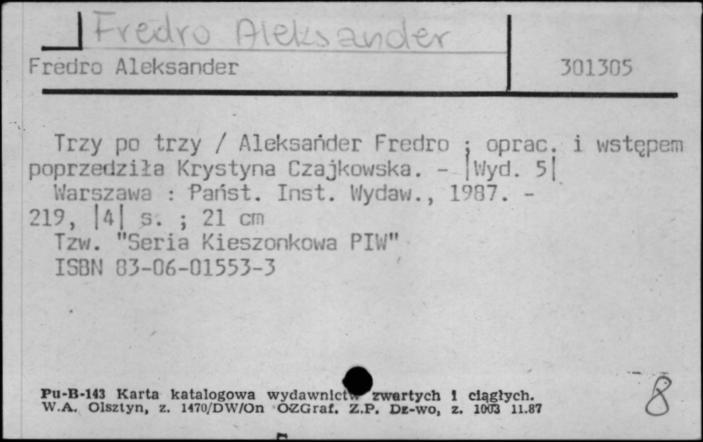 Fredro Aleksander
Fredro Aleksander 301305
Trzy po trzy / Aleksander Fredro ; oprac. i wstępem
poprzedziła Krystyna Czajkowska. - |Wyd. 5|
Warszawa : Państ. Inst. Wydaw., 1987. -
219, |4| s. ; 21 cm
Tzw. "Seria Kieszonkowa PIW"
ISBN 83-06-01553-3
Pu-B-143 Karta katalogowa wydawnictw zwartych i ciągłych.
W.A. Olsztyn, z. 1470/DW/On OZGraf. Z.P. Dz-wo, z. 1003 11.87
8